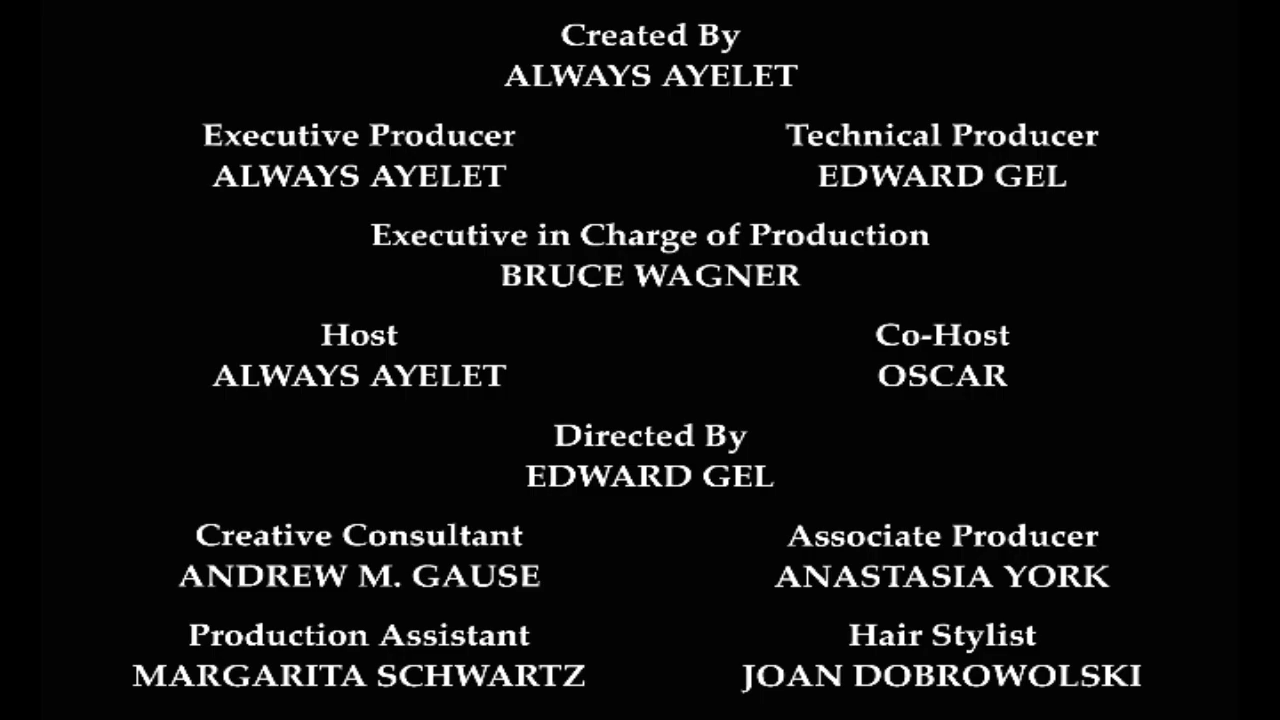 Created By
ALWAYS AYELET
Executive Producer
ALWAYS AYELET
Technical Producer
EDWARD GEL
Executive in Charge of Production
BRUCE WAGNER
Host
ALWAYS AYELET
Co-Host
OSCAR
Directed By
EDWARD GEL
Creative Consultant
ANDREW M. GAUSE
Associate Producer
ANASTASIA YORK
Production Assistant
MARGARITA SCHWARTZ
Hair Stylist
JOAN DOBROWOLSKI